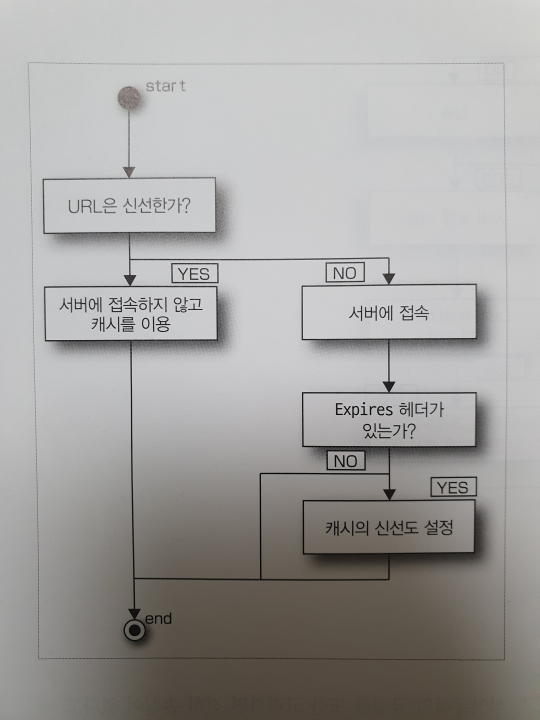 start
URL은 신선한가?
YES
NO
서버에 접속하지 않고
캐시를 이용
서버에 접속
Expires 헤더가
있는가?
NO
YES
캐시의 신선도 설정
end